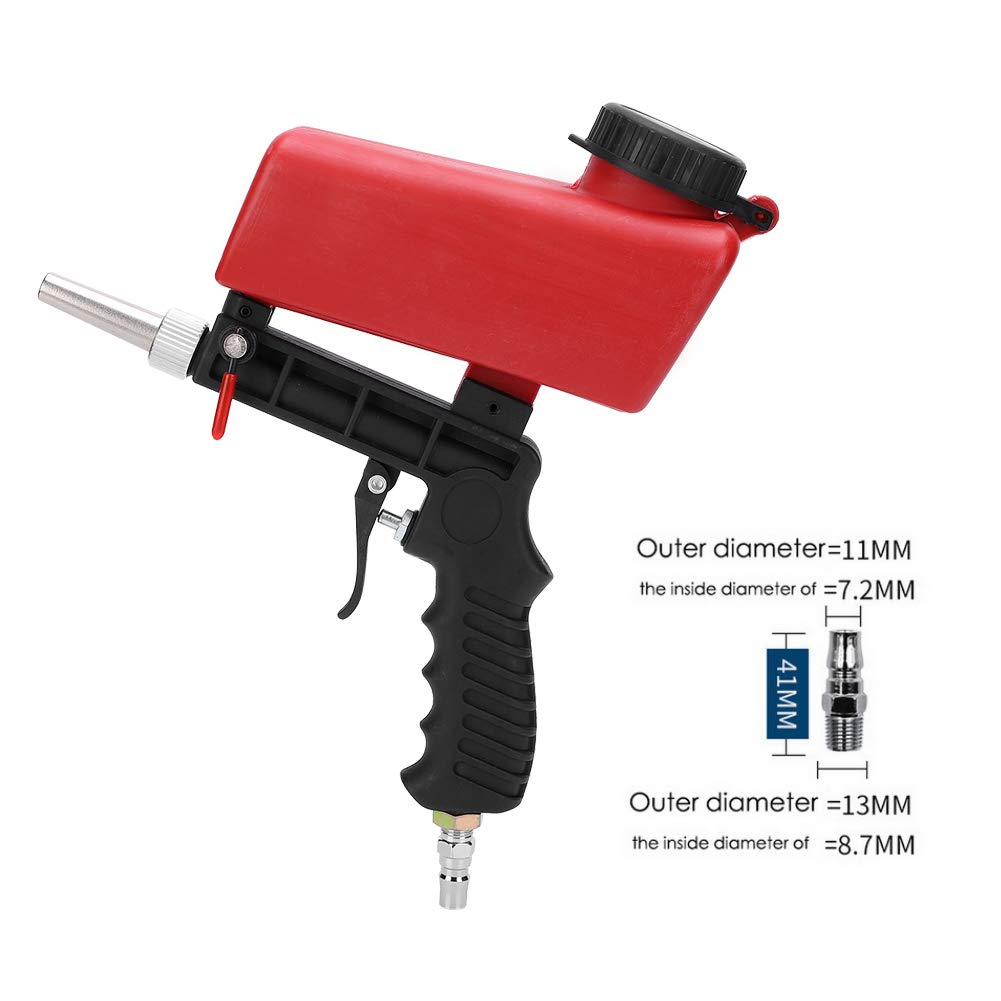 Outer diameter=11MM
the inside diameter of =7.2MM
41MM
Outer diameter =13MM
the inside diameter of =8.7MM